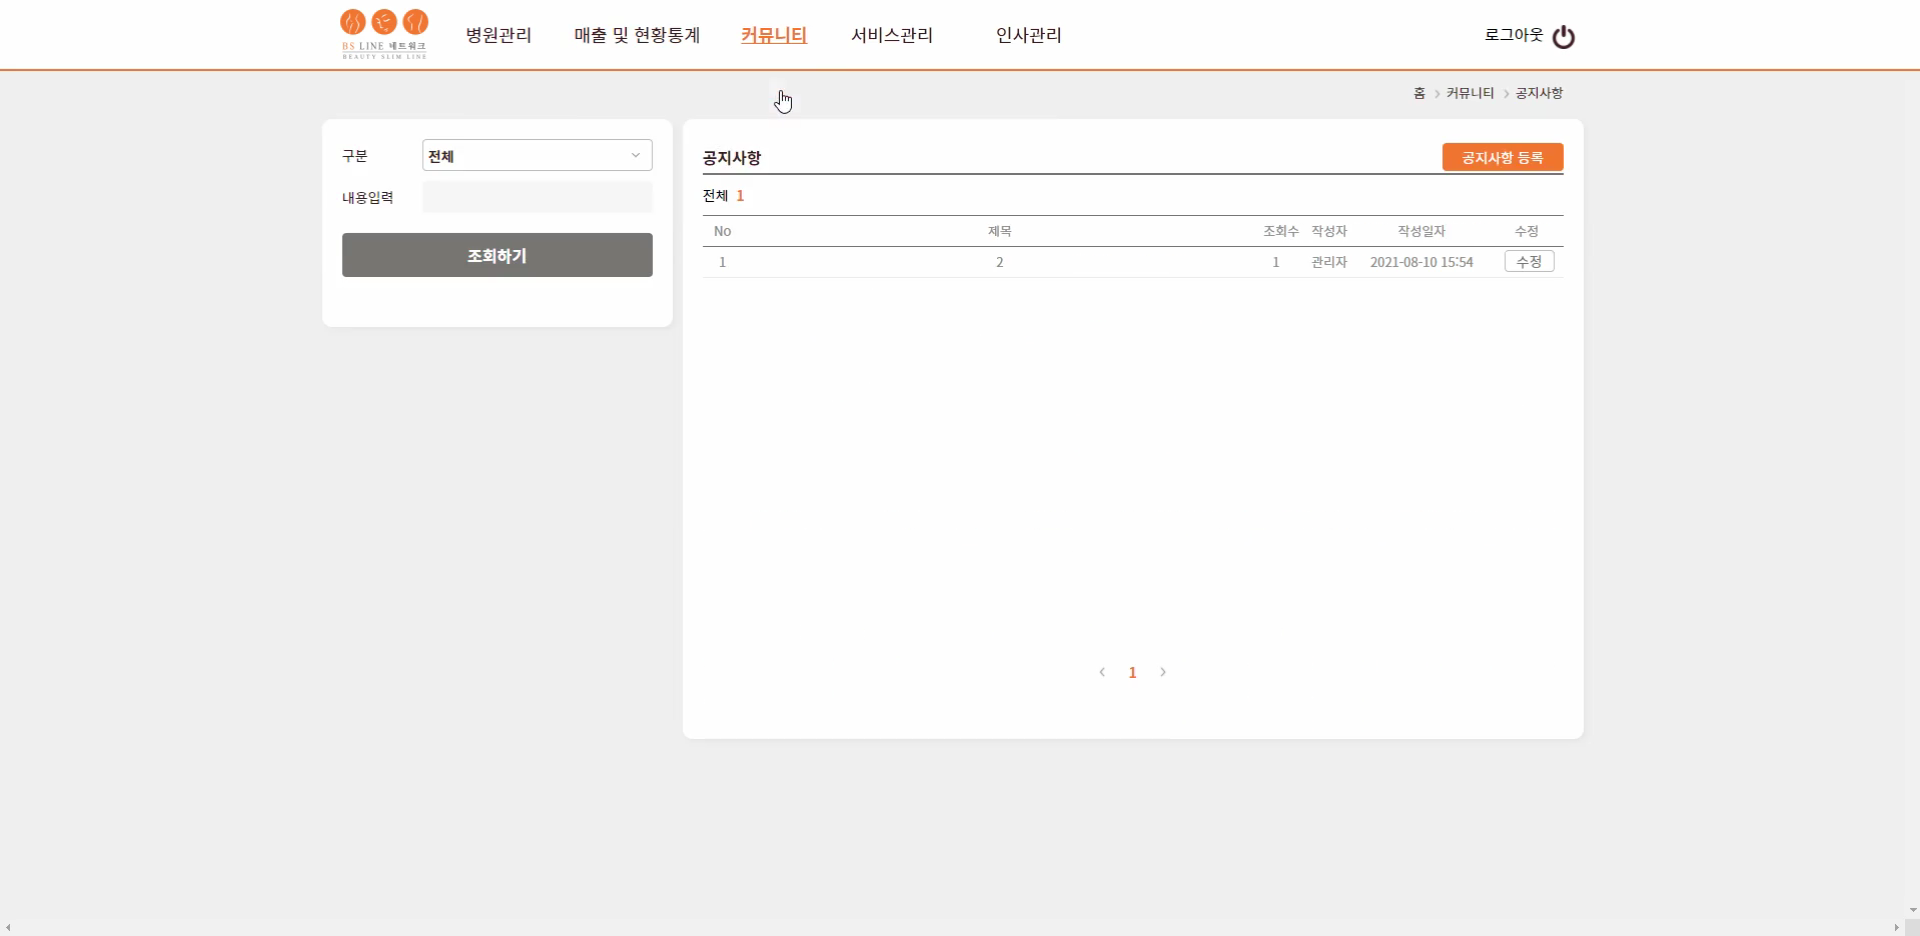 BS LINE 네트워크
BEAUTY SLIM LINE
병원관리 매출 및 현황통계 커뮤니티 서비스관리 인사관리 로그아웃
홈 > 커뮤니티 > 공지사항
구분 전체
내용입력
조회하기
공지사항 공지사항 등록
전체 1
No 제목 조회수 작성자 작성일자 수정
1 2 1 관리자 2021-08-10 15:54 수정
< 1 >